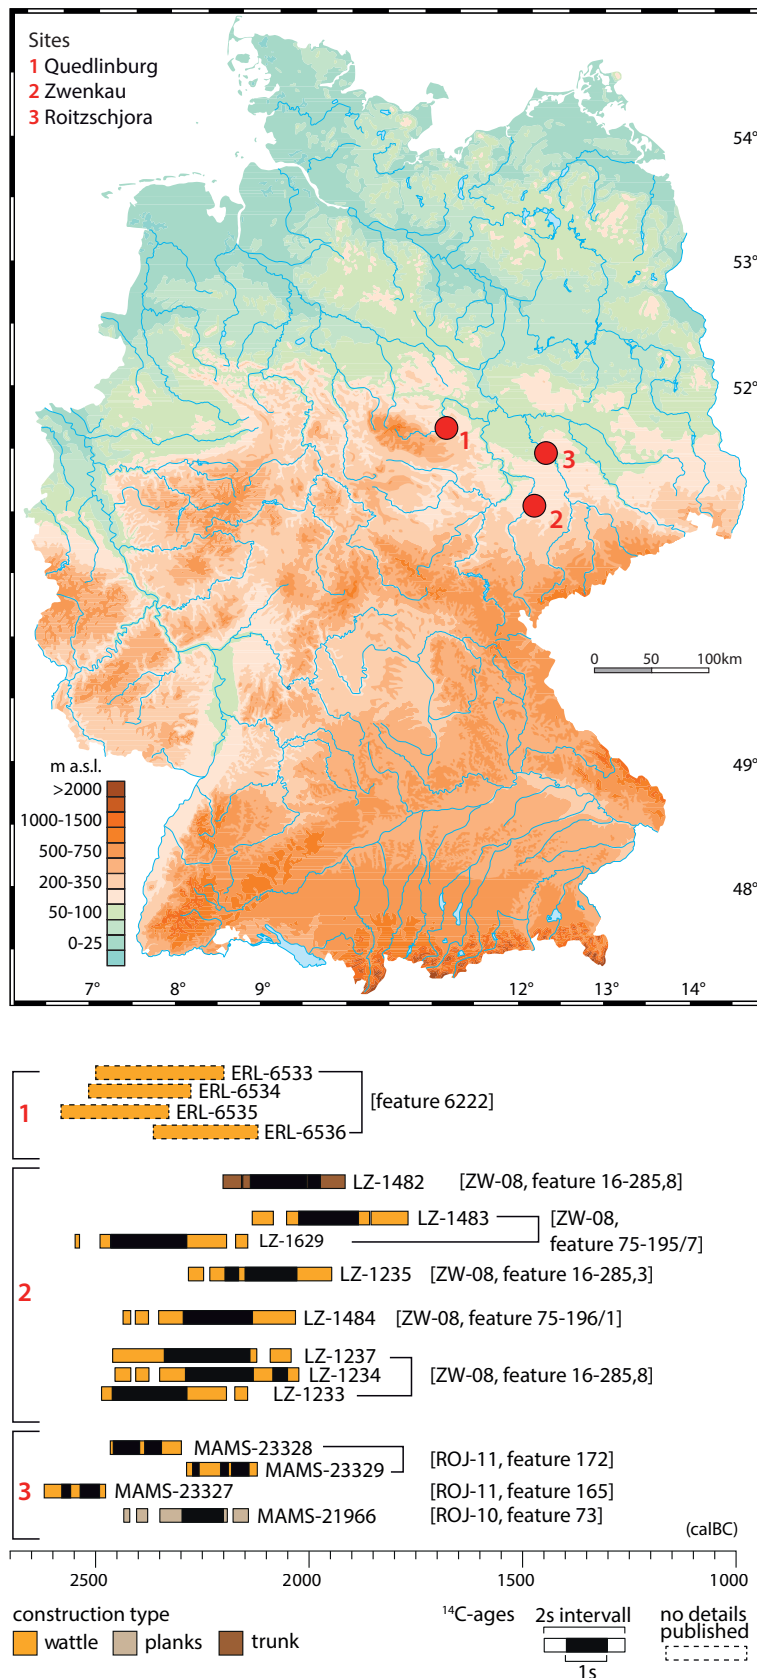 Sites
1 Quedlinburg
2 Zwenkau
3 Roitzschjora
54°
53°
52°
1
3
2
0 50 100km
49°
48°
m a.s.l.
>2000
1000-1500
500-750
200-350
50-100
0-25
7° 8° 9° 12° 13° 14°
1
ERL-6533
ERL-6534
ERL-6535
ERL-6536
[feature 6222]
2
LZ-1482 [ZW-08, feature 16-285,8]
LZ-1483
LZ-1629
[ZW-08,
feature 75-195/7]
LZ-1235 [ZW-08, feature 16-285,3]
LZ-1484 [ZW-08, feature 75-196/1]
LZ-1237
LZ-1234
LZ-1233
[ZW-08, feature 16-285,8]
3
MAMS-23328
MAMS-23329
[ROJ-11, feature 172]
MAMS-23327 [ROJ-11, feature 165]
MAMS-21966 [ROJ-10, feature 73]
(calBC)
2500 2000 1500 1000
construction type
wattle planks trunk
¹⁴C-ages 2s intervall
1s
no details
published